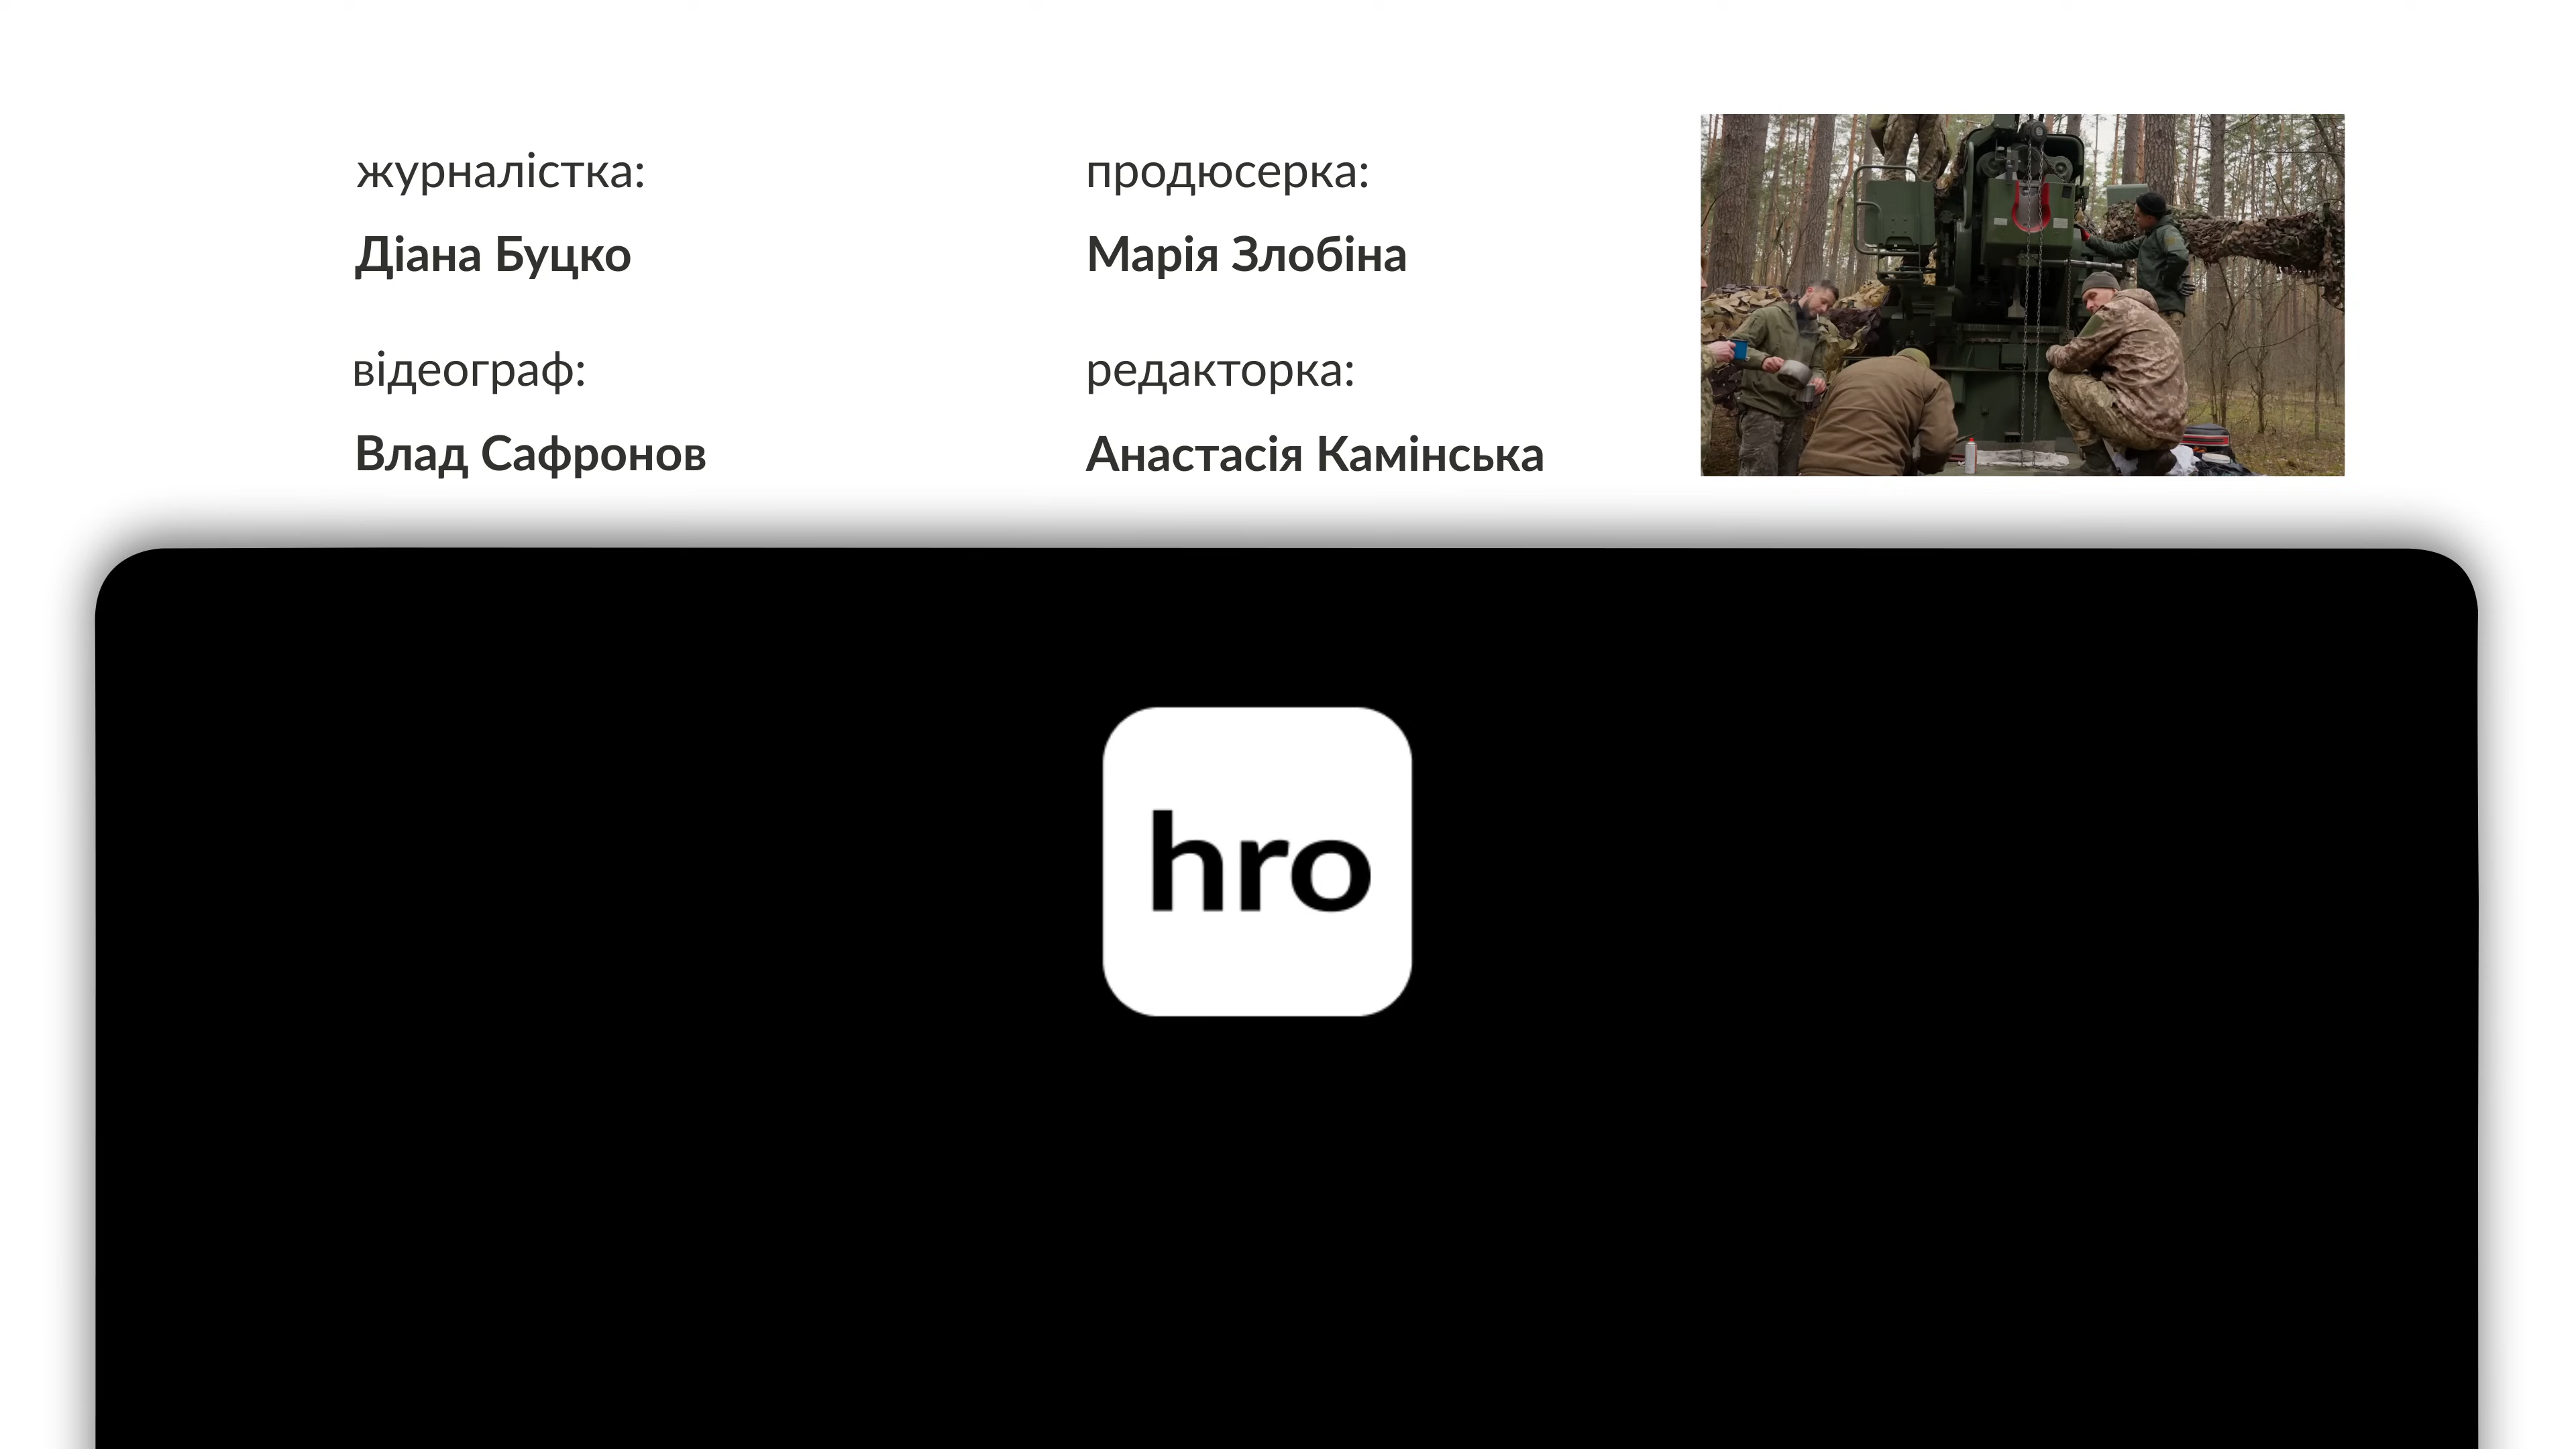 журналістка:
Діана Буцко
відеограф:
Влад Сафронов
продюсерка:
Марія Злобіна
редакторка:
Анастасія Камінська
hro